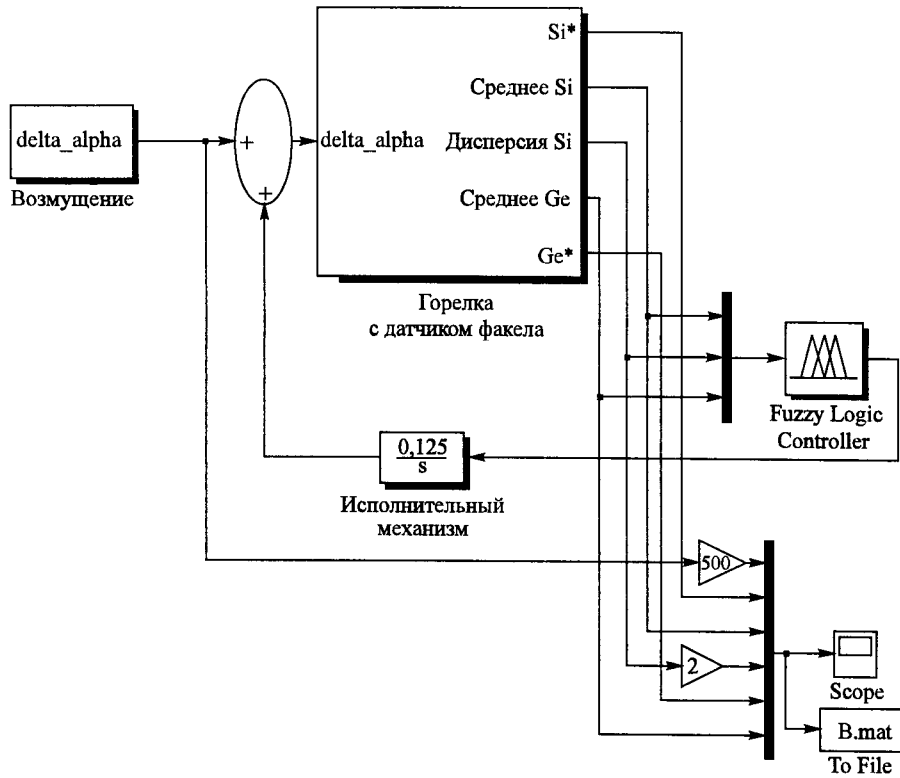 Si*
Среднее Si
delta_alpha
+
delta_alpha
Дисперсия Si
Возмущение
+
Среднее Ge
Ge*
Горелка
с датчиком факела
Fuzzy Logic
Controller
0,125
s
Исполнительный
механизм
500
2
Scope
B.mat
To File